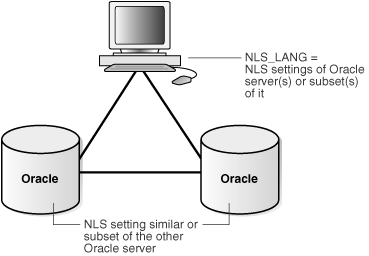 NLS_LANG =
NLS settings of Oracle
server(s) or subset(s)
of it
Oracle
Oracle
NLS setting similar or
subset of the other
Oracle server